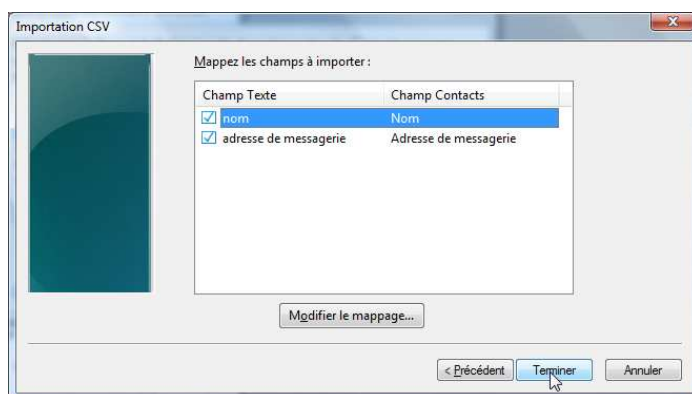 Importation CSV
Mappez les champs à importer :
Champ Texte Champ Contacts
nom Nom
adresse de messagerie Adresse de messagerie
Modifier le mappage...
< Précédent Terminer Annuler